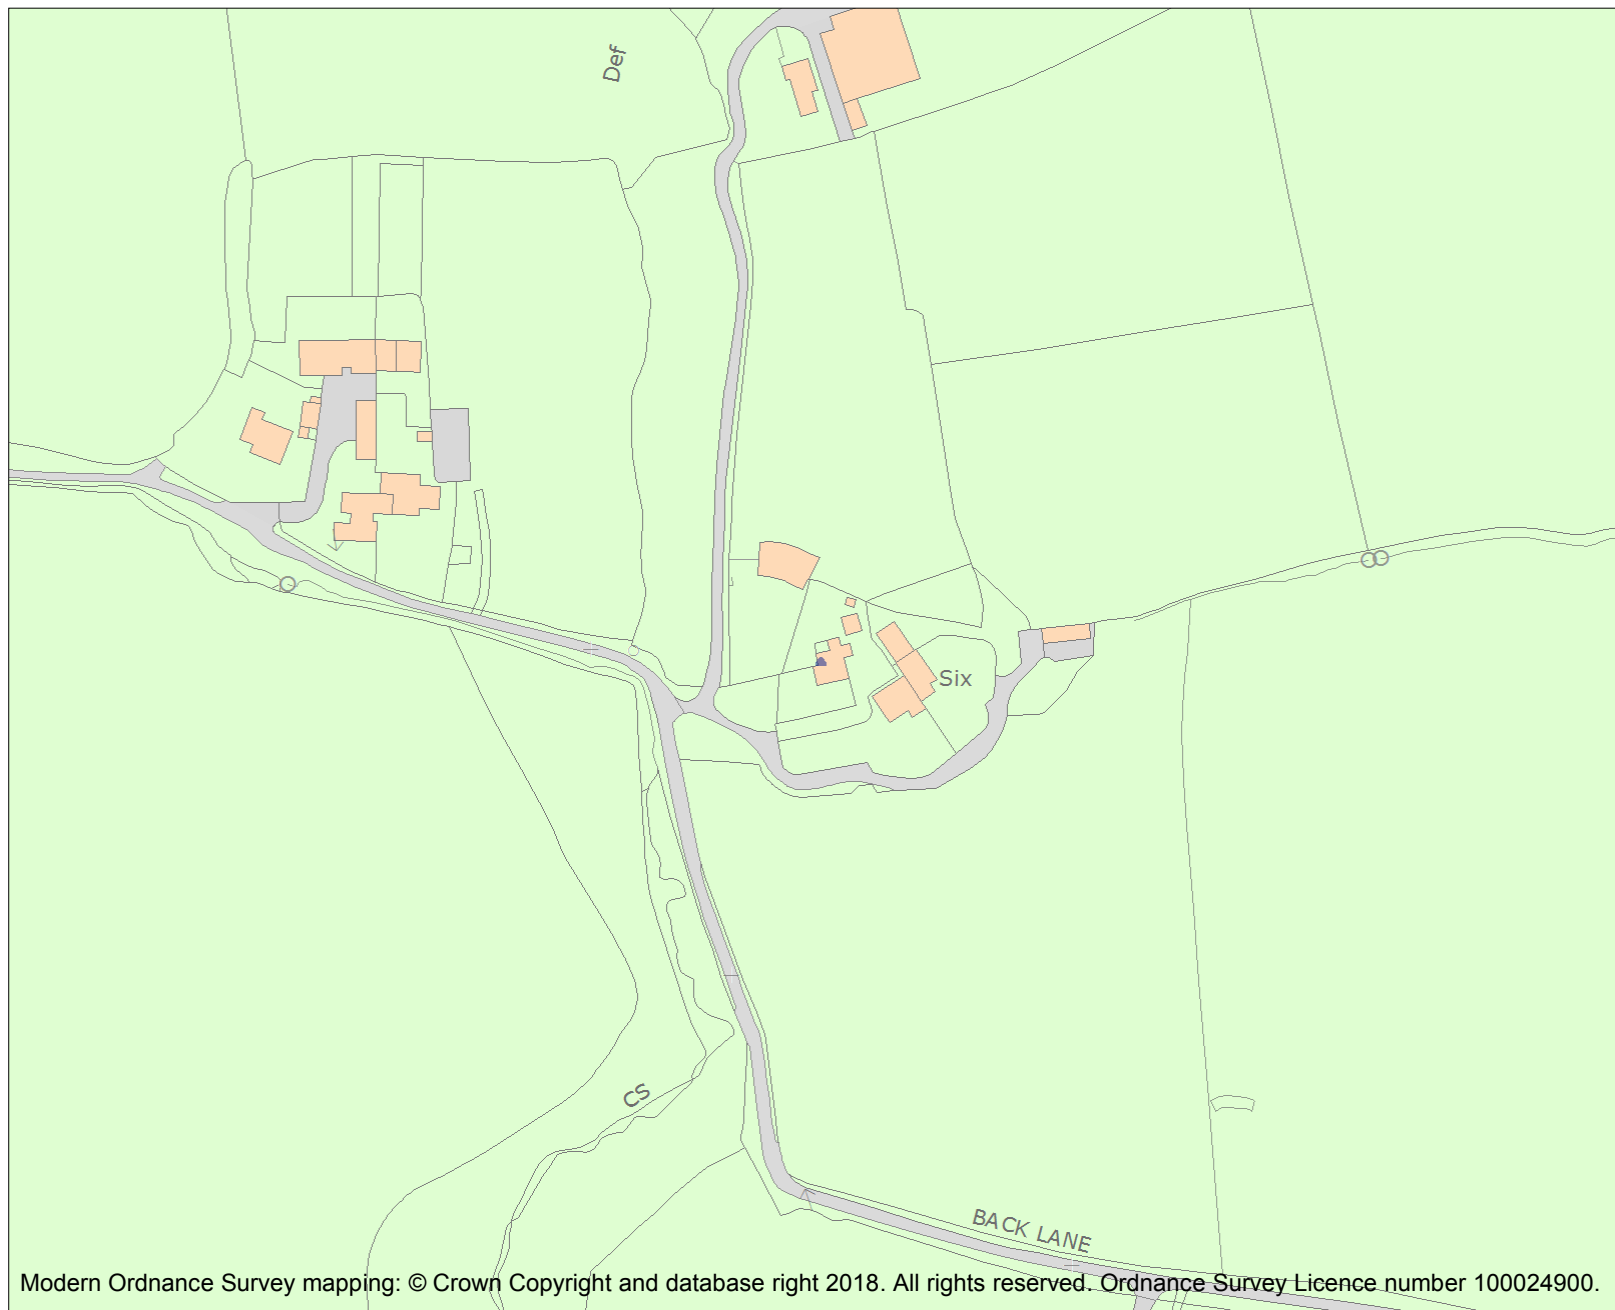 Def
Six
CS
BACK LANE
Modern Ordnance Survey mapping: © Crown Copyright and database right 2018. All rights reserved. Ordnance Survey Licence number 100024900.